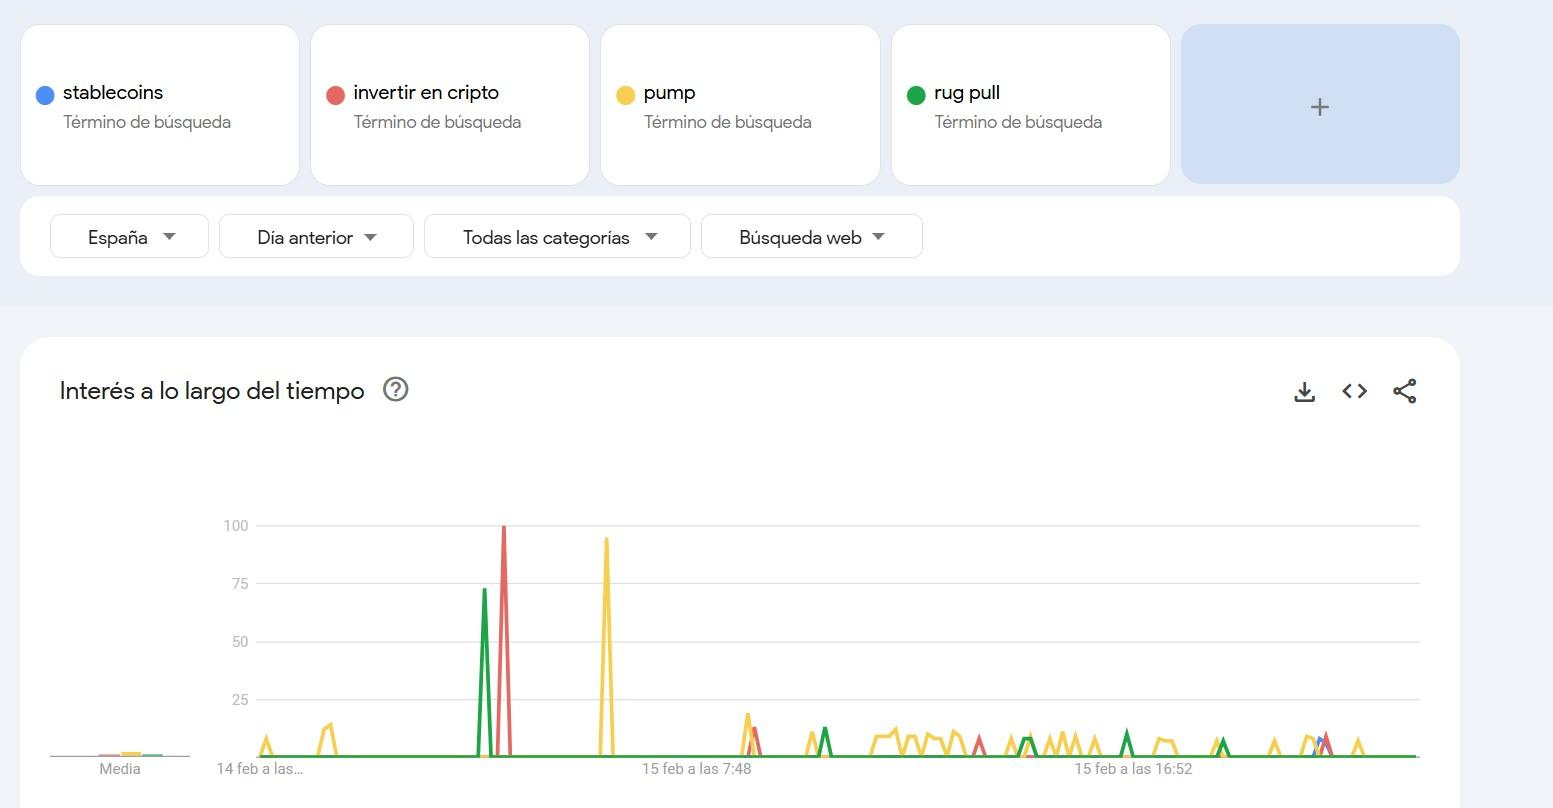 stablecoins
Término de búsqueda
invertir en cripto
Término de búsqueda
pump
Término de búsqueda
rug pull
Término de búsqueda
+
España
Día anterior
Todas las categorías
Búsqueda web
Interés a lo largo del tiempo ?
100
75
50
25
Media
14 feb a las...
15 feb a las 7:48
15 feb a las 16:52